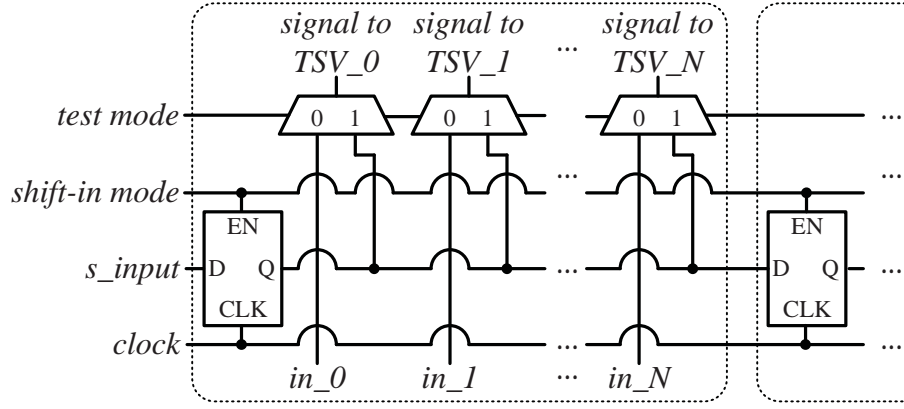 signal to signal to signal to
TSV_0 TSV_1 ... TSV_N ...
test mode 0 1 0 1 0 1 ...
shift-in mode ... ...
EN EN
s_input D Q ... D Q ...
CLK CLK
clock ... ...
in_0 in_1 ... in_N